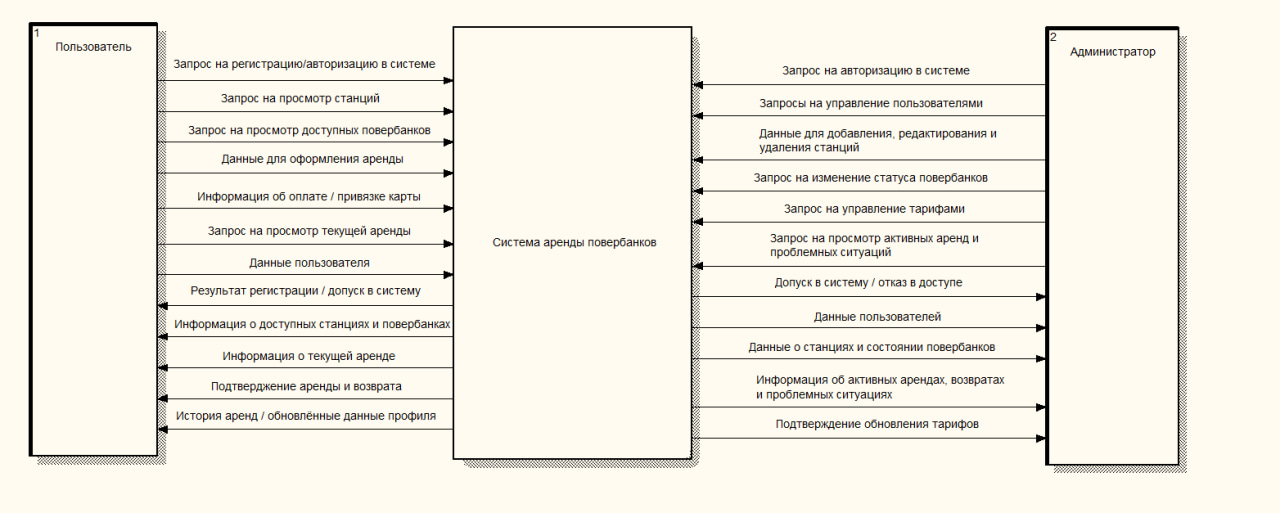 1
Пользователь
Запрос на регистрацию/авторизацию в системе
Запрос на просмотр станций
Запрос на просмотр доступных повербанков
Данные для оформления аренды
Информация об оплате / привязке карты
Запрос на просмотр текущей аренды
Данные пользователя
Результат регистрации / допуск в систему
Информация о доступных станциях и повербанках
Информация о текущей аренде
Подтверджение аренды и возврата
История аренд / обновлённые данные профиля
Система аренды повербанков
Запрос на авторизацию в системе
Запросы на управление пользователями
Данные для добавления, редактирования и
удаления станций
Запрос на изменение статуса повербанков
Запрос на управление тарифами
Запрос на просмотр активных аренд и
проблемных ситуаций
Допуск в систему / отказ в доступе
Данные пользователей
Данные о станциях и состоянии повербанков
Информация об активных арендах, возвратах
и проблемных ситуациях
Подтверждение обновления тарифов
2
Администратор